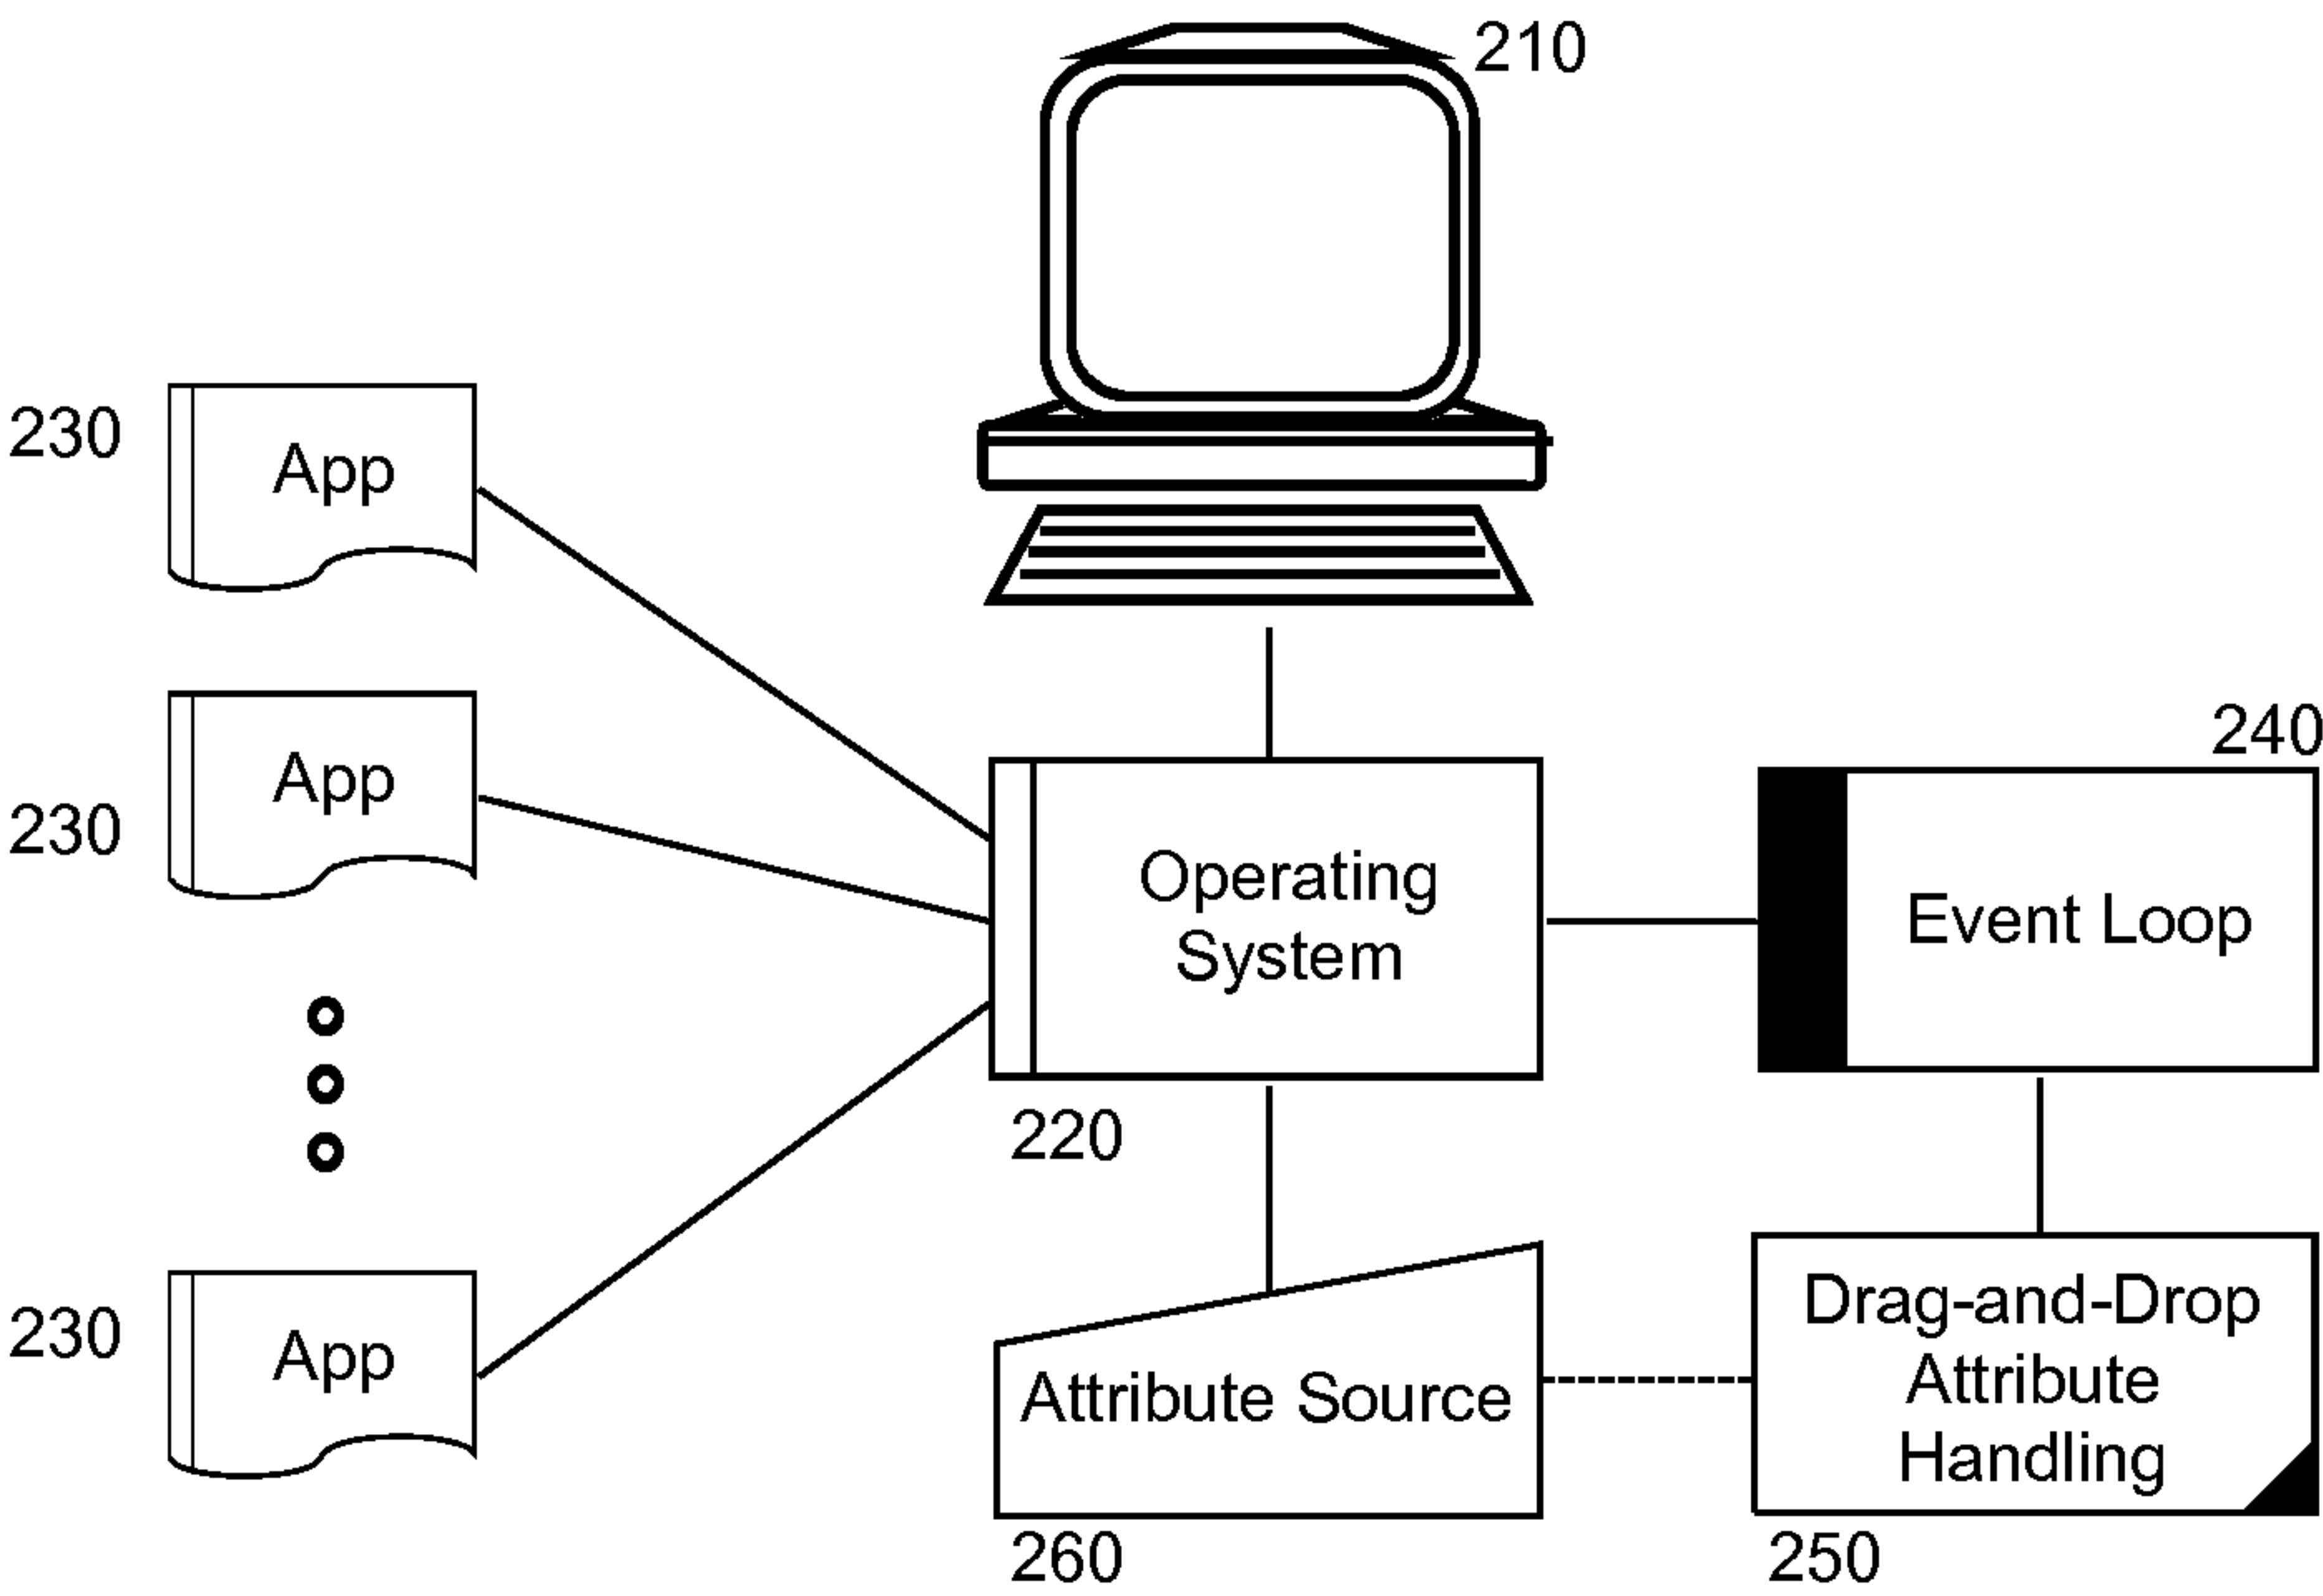 210
230
App
230
App
240
Operating
System
Event Loop
220
230
App
Attribute Source
Drag-and-Drop
Attribute
Handling
260
250